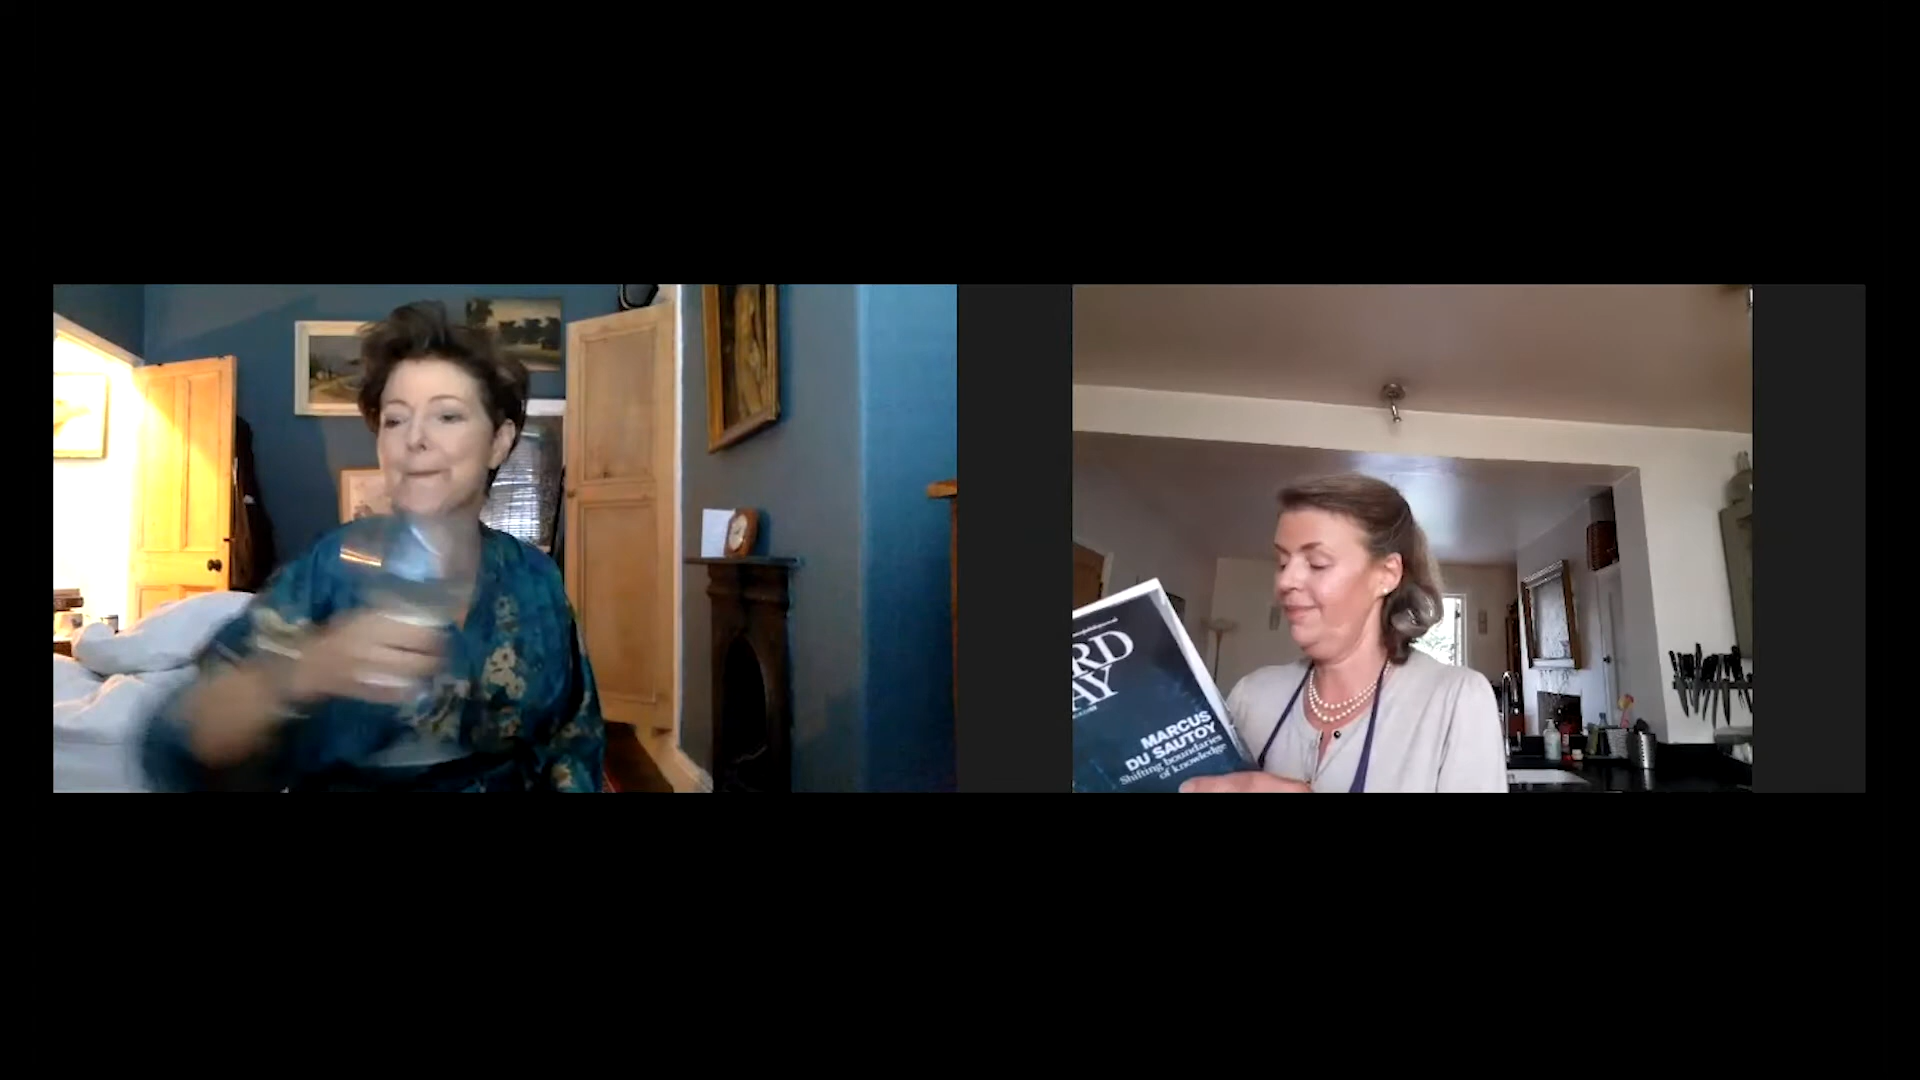 RD
AY
MARCUS
DU SAUTOY
Shifting boundaries
of knowledge